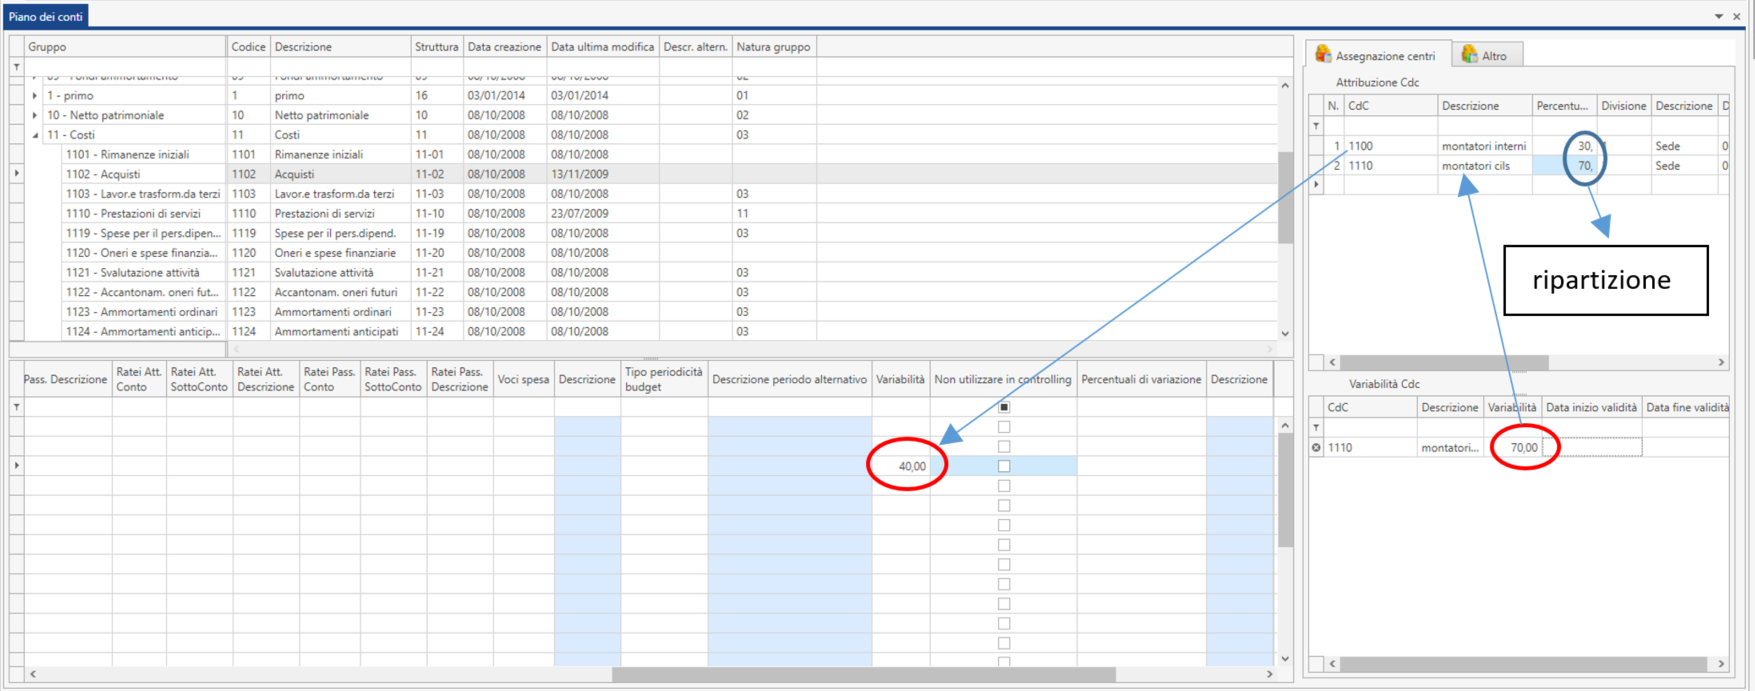 Piano dei conti
Gruppo Codice Descrizione Struttura Data creazione Data ultima modifica Descr. altern. Natura gruppo
1 - primo 1 primo 16 03/01/2014 03/01/2014 01
10 - Netto patrimoniale 10 Netto patrimoniale 10 08/10/2008 08/10/2008 02
11 - Costi 11 Costi 11 08/10/2008 08/10/2008 03
1101 - Rimanenze iniziali 1101 Rimanenze iniziali 11-01 08/10/2008 08/10/2008
1102 - Acquisti 1102 Acquisti 11-02 08/10/2008 13/11/2009
1103 - Lavor.e trasform.da terzi 1103 Lavor.e trasform.da terzi 11-03 08/10/2008 08/10/2008 03
1110 - Prestazioni di servizi 1110 Prestazioni di servizi 11-10 08/10/2008 23/07/2009 11
1119 - Spese per il pers.dipen... 1119 Spese per il pers.dipend. 11-19 08/10/2008 08/10/2008 03
1120 - Oneri e spese finanzia... 1120 Oneri e spese finanziarie 11-20 08/10/2008 08/10/2008
1121 - Svalutazione attività 1121 Svalutazione attività 11-21 08/10/2008 08/10/2008 03
1122 - Accantonam. oneri fut... 1122 Accantonam. oneri futuri 11-22 08/10/2008 08/10/2008 03
1123 - Ammortamenti ordinari 1123 Ammortamenti ordinari 11-23 08/10/2008 08/10/2008 03
1124 - Ammortamenti anticip... 1124 Ammortamenti anticipati 11-24 08/10/2008 08/10/2008 03
Pass. Descrizione Ratei Att. Conto Ratei Att. SottoConto Ratei Att. Descrizione Ratei Pass. Conto Ratei Pass. SottoConto Ratei Pass. Descrizione Voci spesa Descrizione Tipo periodicità budget Descrizione periodo alternativo Variabilità Non utilizzare in controlling Percentuali di variazione Descrizione
40,00
Assegnazione centri Altro
Attribuzione Cdc
N. CdC Descrizione Percentu... Divisione Descrizione D
1 1100 montatori interni 30, Sede 0
2 1110 montatori cils 70, Sede 0
ripartizione
Variabilità Cdc
CdC Descrizione Variabilità Data inizio validità Data fine validità
1110 montatori... 70,00